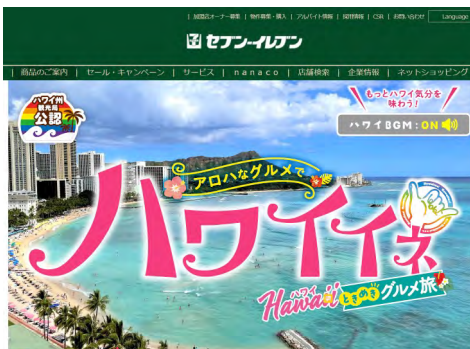 | 加盟店オーナー募集 | 物件募集・購入 | アルバイト情報 | 採用情報 | CSR | お問い合わせ Language
セブン-イレブン
| 商品のご案内 | セール・キャンペーン | サービス | nanaco | 店舗検索 | 企業情報 | ネットショッピング
ハワイ州
観光局
公認
もっとハワイ気分を
味わう!
ハワイBGM:ON
アロハなグルメで
ハワイイネ
ハワイ
Hawaii
グルメ旅